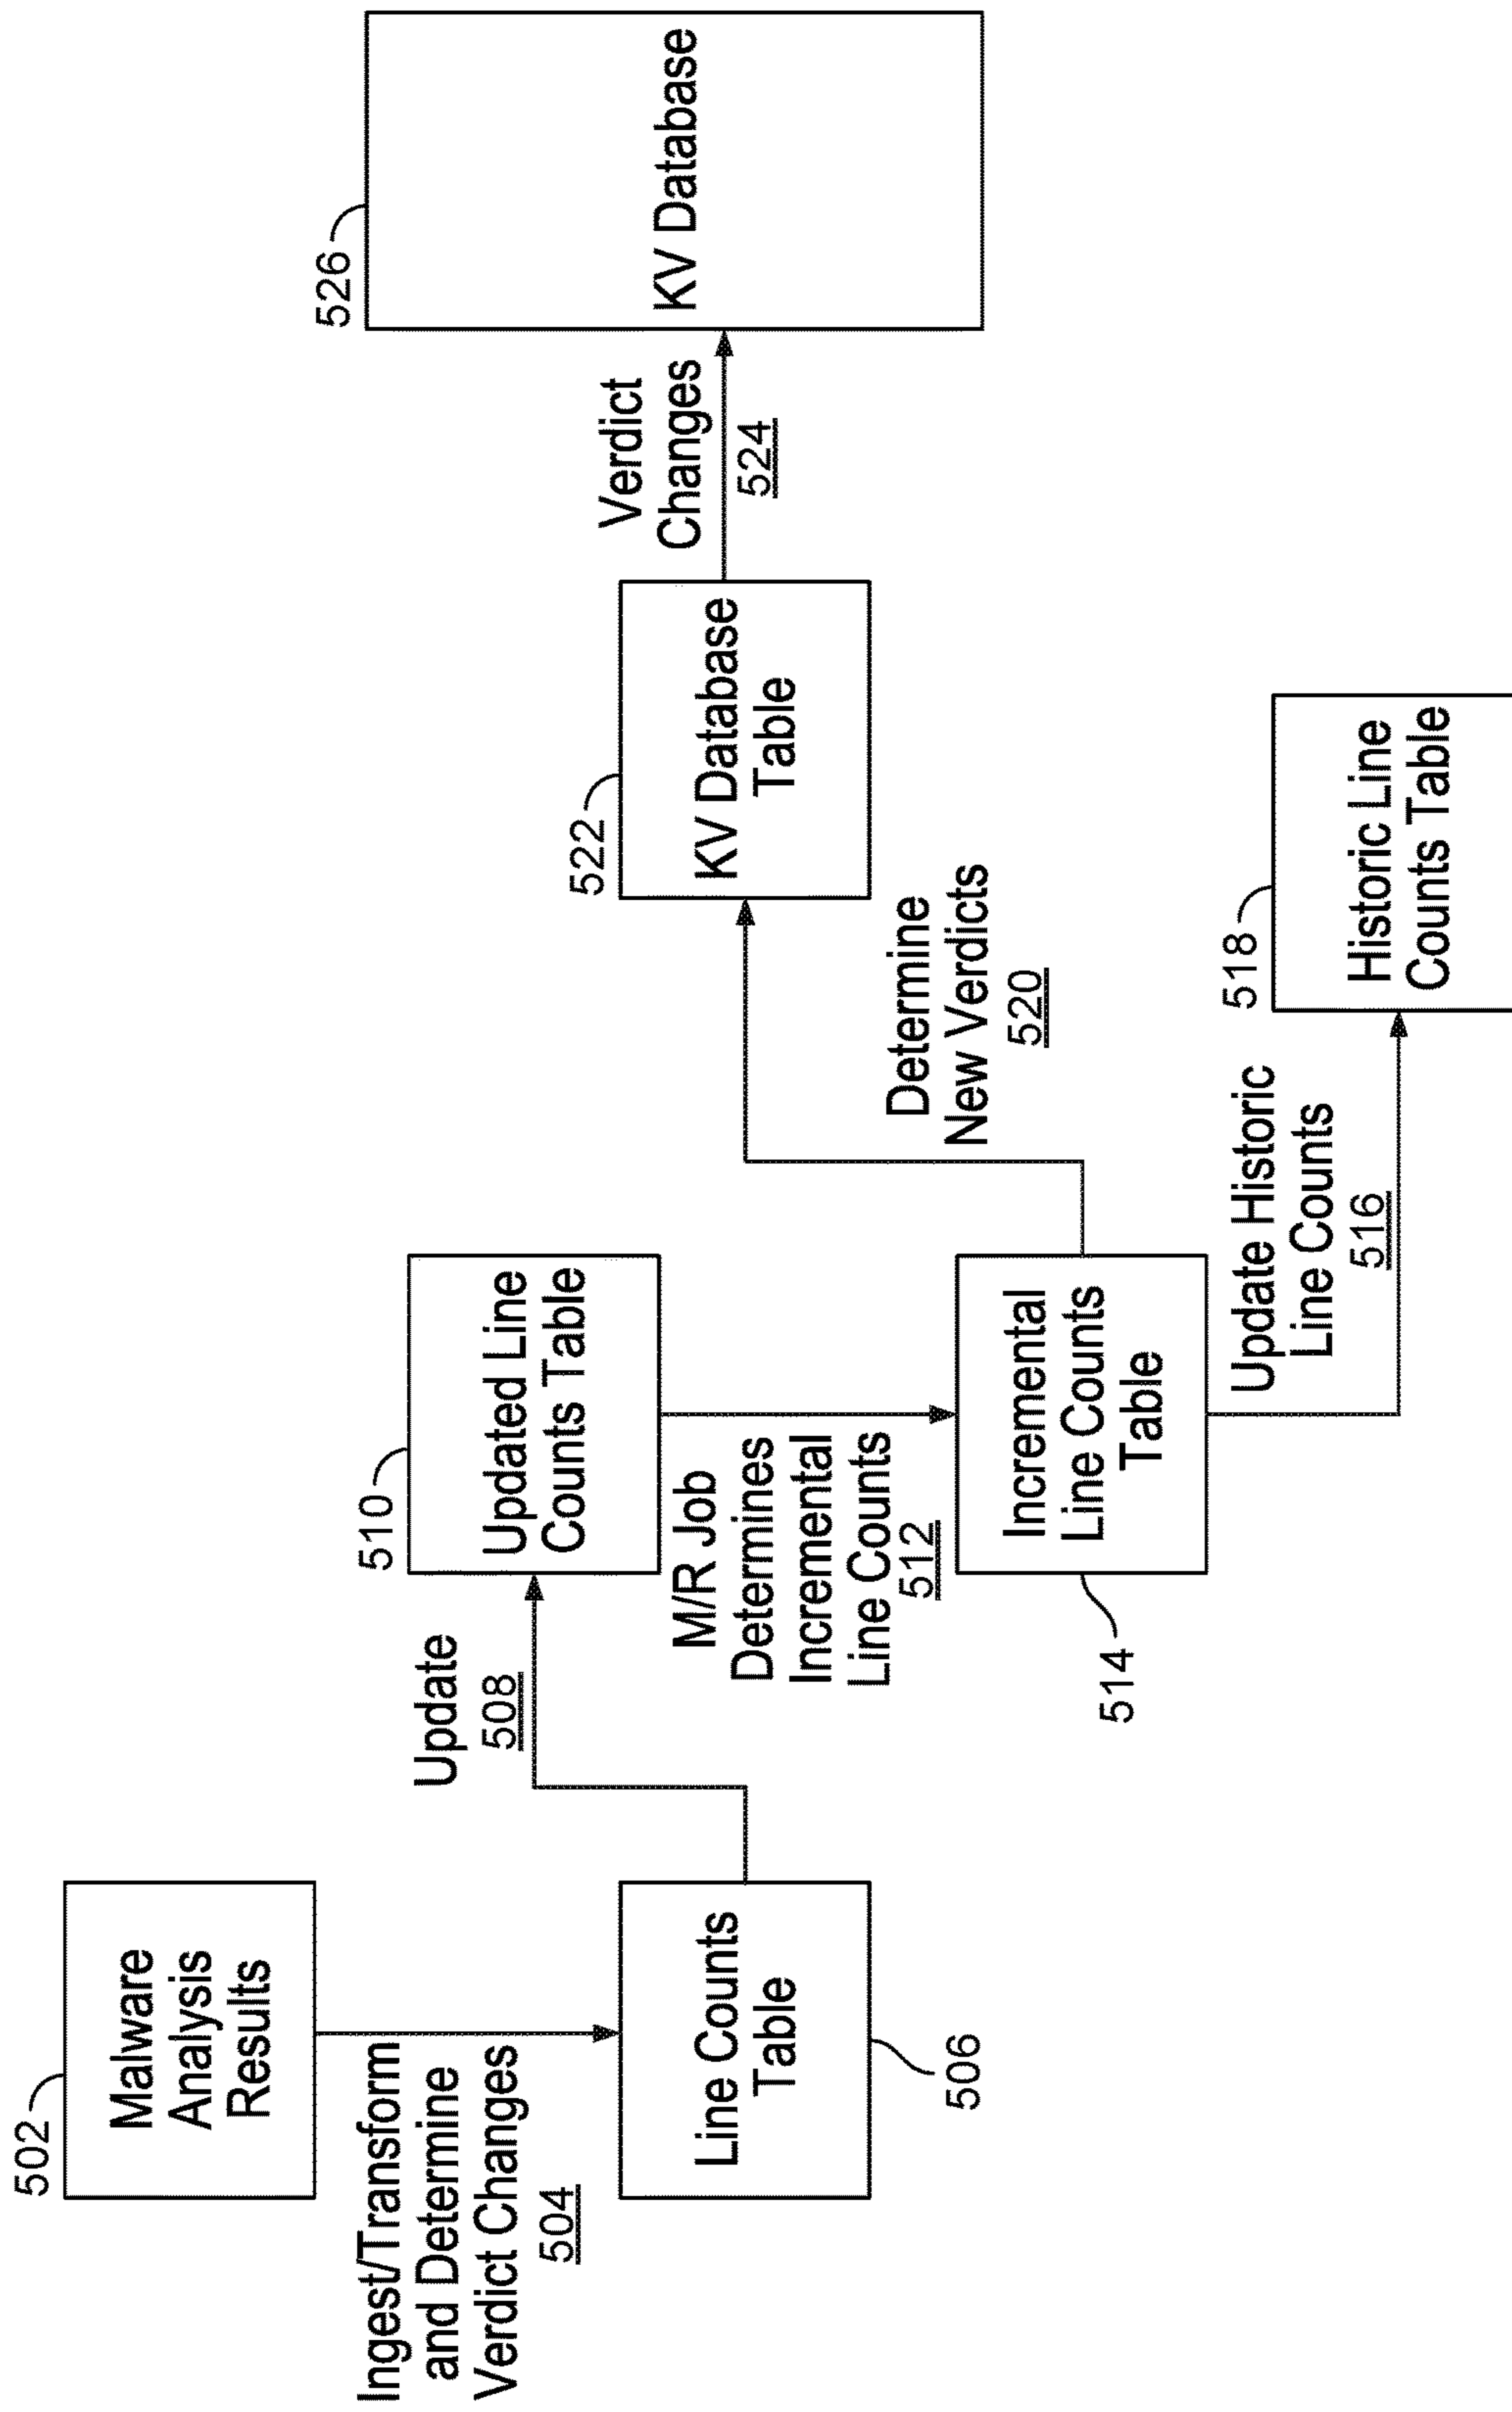 502
Malware
Analysis
Results
Ingest/Transform
and Determine
Verdict Changes
504
Line Counts
Table
506
Update
508
510
Updated Line
Counts Table
M/R Job
Determines
Incremental
Line Counts
512
Incremental
Line Counts
Table
514
Update Historic
Line Counts
516
518
Historic Line
Counts Table
Determine
New Verdicts
520
522
KV Database
Table
Verdict
Changes
524
526
KV Database